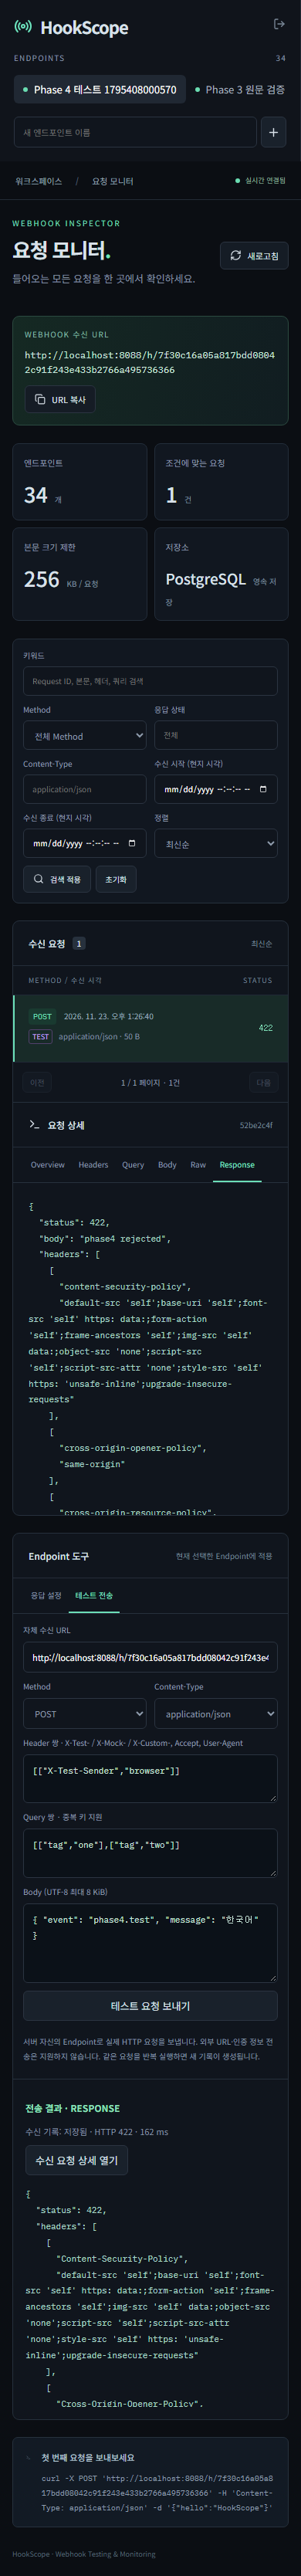 HookScope
ENDPOINTS 34
Phase 4 테스트 1795408000570 Phase 3 원문 검증
새 엔드포인트 이름 +
워크스페이스 / 요청 모니터 실시간 연결됨
WEBHOOK INSPECTOR
요청 모니터.
새로고침
들어오는 모든 요청을 한 곳에서 확인하세요.
WEBHOOK 수신 URL
http://localhost:8088/h/7f30c16a05a817bdd0804
2c91f243e433b2766a495736366
URL 복사
엔드포인트 조건에 맞는 요청
34 개 1 건
본문 크기 제한 저장소
256 KB / 요청 PostgreSQL 영속 저
장
키워드
Request ID, 본문, 헤더, 쿼리 검색
Method 응답 상태
전체 Method 전체
Content-Type 수신 시작 (현지 시각)
application/json mm/dd/yyyy --:--:-- --
수신 종료 (현지 시각) 정렬
mm/dd/yyyy --:--:-- -- 최신순
검색 적용 초기화
수신 요청 1 최신순
METHOD / 수신 시각 STATUS
POST 2026. 11. 23. 오후 1:26:40
422
TEST application/json · 50 B
이전 1 / 1 페이지 · 1건 다음
요청 상세 52be2c4f
Overview Headers Query Body Raw Response
{
"status": 422,
"body": "phase4 rejected",
"headers": [
[
"content-security-policy",
"default-src 'self';base-uri 'self';font-
src 'self' https: data:;form-action
'self';frame-ancestors 'self';img-src 'self'
data:;object-src 'none';script-src
'self';script-src-attr 'none';style-src 'self'
https: 'unsafe-inline';upgrade-insecure-
requests"
],
[
"cross-origin-opener-policy",
"same-origin"
],
[
"cross-origin-resource-policy",
Endpoint 도구 현재 선택한 Endpoint에 적용
응답 설정 테스트 전송
자체 수신 URL
http://localhost:8088/h/7f30c16a05a817bdd08042c91f243e4
Method Content-Type
POST application/json
Header 쌍 · X-Test- / X-Mock- / X-Custom-, Accept, User-Agent
[["X-Test-Sender","browser"]]
Query 쌍 · 중복 키 지원
[["tag","one"],["tag","two"]]
Body (UTF-8 최대 8 KiB)
{ "event": "phase4.test", "message": "한국어"
}
테스트 요청 보내기
서버 자신의 Endpoint로 실제 HTTP 요청을 보냅니다. 외부 URL·인증 정보 전
송은 지원하지 않습니다. 같은 요청을 반복 실행하면 새 기록이 생성됩니다.
전송 결과 · RESPONSE
수신 기록: 저장됨 · HTTP 422 · 162 ms
수신 요청 상세 열기
{
"status": 422,
"headers": [
[
"Content-Security-Policy",
"default-src 'self';base-uri 'self';font-
src 'self' https: data:;form-action 'self';frame-
ancestors 'self';img-src 'self' data:;object-src
'none';script-src 'self';script-src-attr
'none';style-src 'self' https: 'unsafe-
inline';upgrade-insecure-requests"
],
[
"Cross-Origin-Opener-Policy",
첫 번째 요청을 보내보세요
curl -X POST 'http://localhost:8088/h/7f30c16a05a8
17bdd08042c91f243e433b2766a495736366' -H 'Content-
Type: application/json' -d '{"hello":"HookScope"}'
HookScope · Webhook Testing & Monitoring